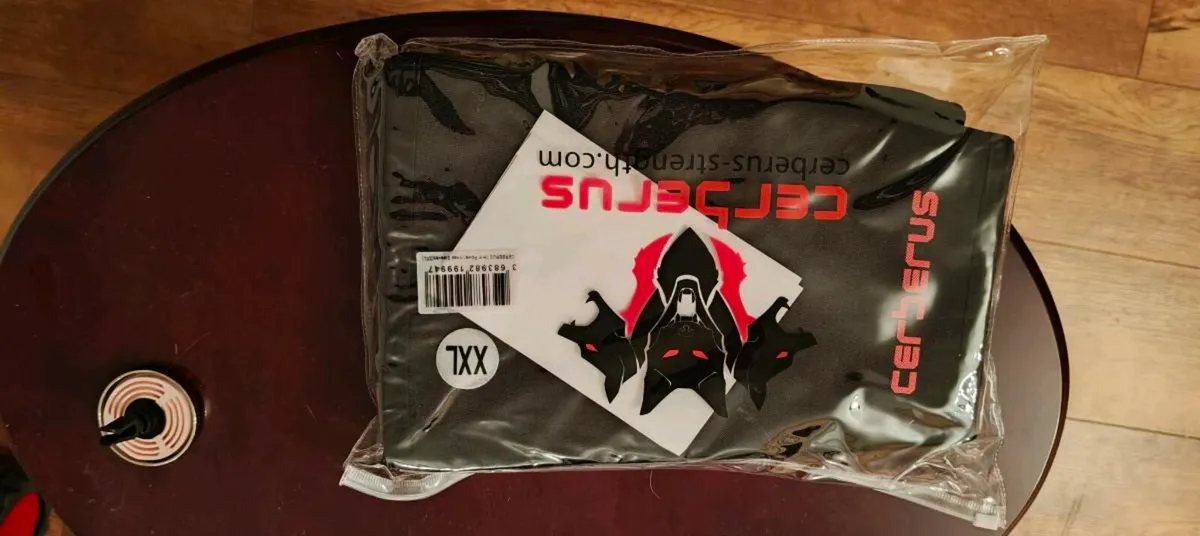 cerberus-strength.com
cerberus
cerberus
3 683982 199947
XXL